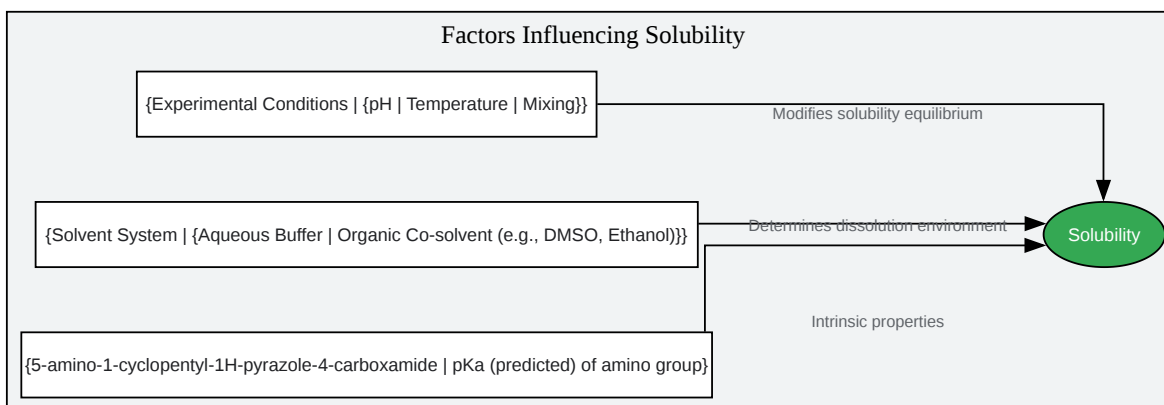 Factors Influencing Solubility
{Experimental Conditions | {pH | Temperature | Mixing}}
Modifies solubility equilibrium
{Solvent System | {Aqueous Buffer | Organic Co-solvent (e.g., DMSO, Ethanol)}}
Determines dissolution environment
Solubility
Intrinsic properties
{5-amino-1-cyclopentyl-1H-pyrazole-4-carboxamide | pKa (predicted) of amino group}